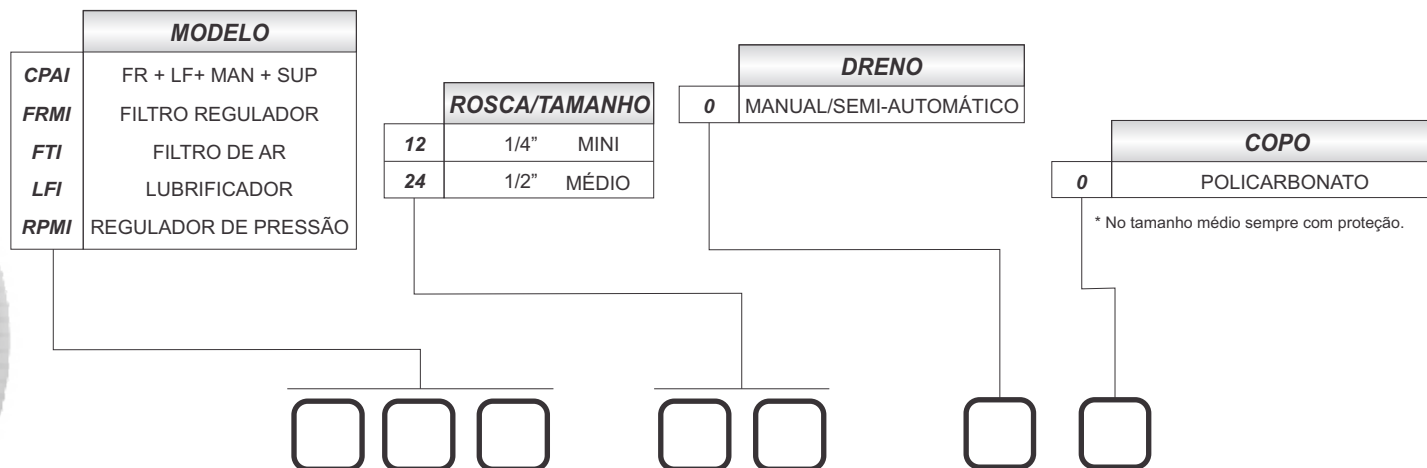 MODELO
CPAI FR + LF+ MAN + SUP
FRMI FILTRO REGULADOR
FTI FILTRO DE AR
LFI LUBRIFICADOR
RPMI REGULADOR DE PRESSÃO
ROSCA/TAMANHO
12 1/4” MINI
24 1/2” MÉDIO
DRENO
0 MANUAL/SEMI-AUTOMÁTICO
COPO
0 POLICARBONATO
* No tamanho médio sempre com proteção.